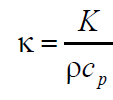 κ = K / ρc_p